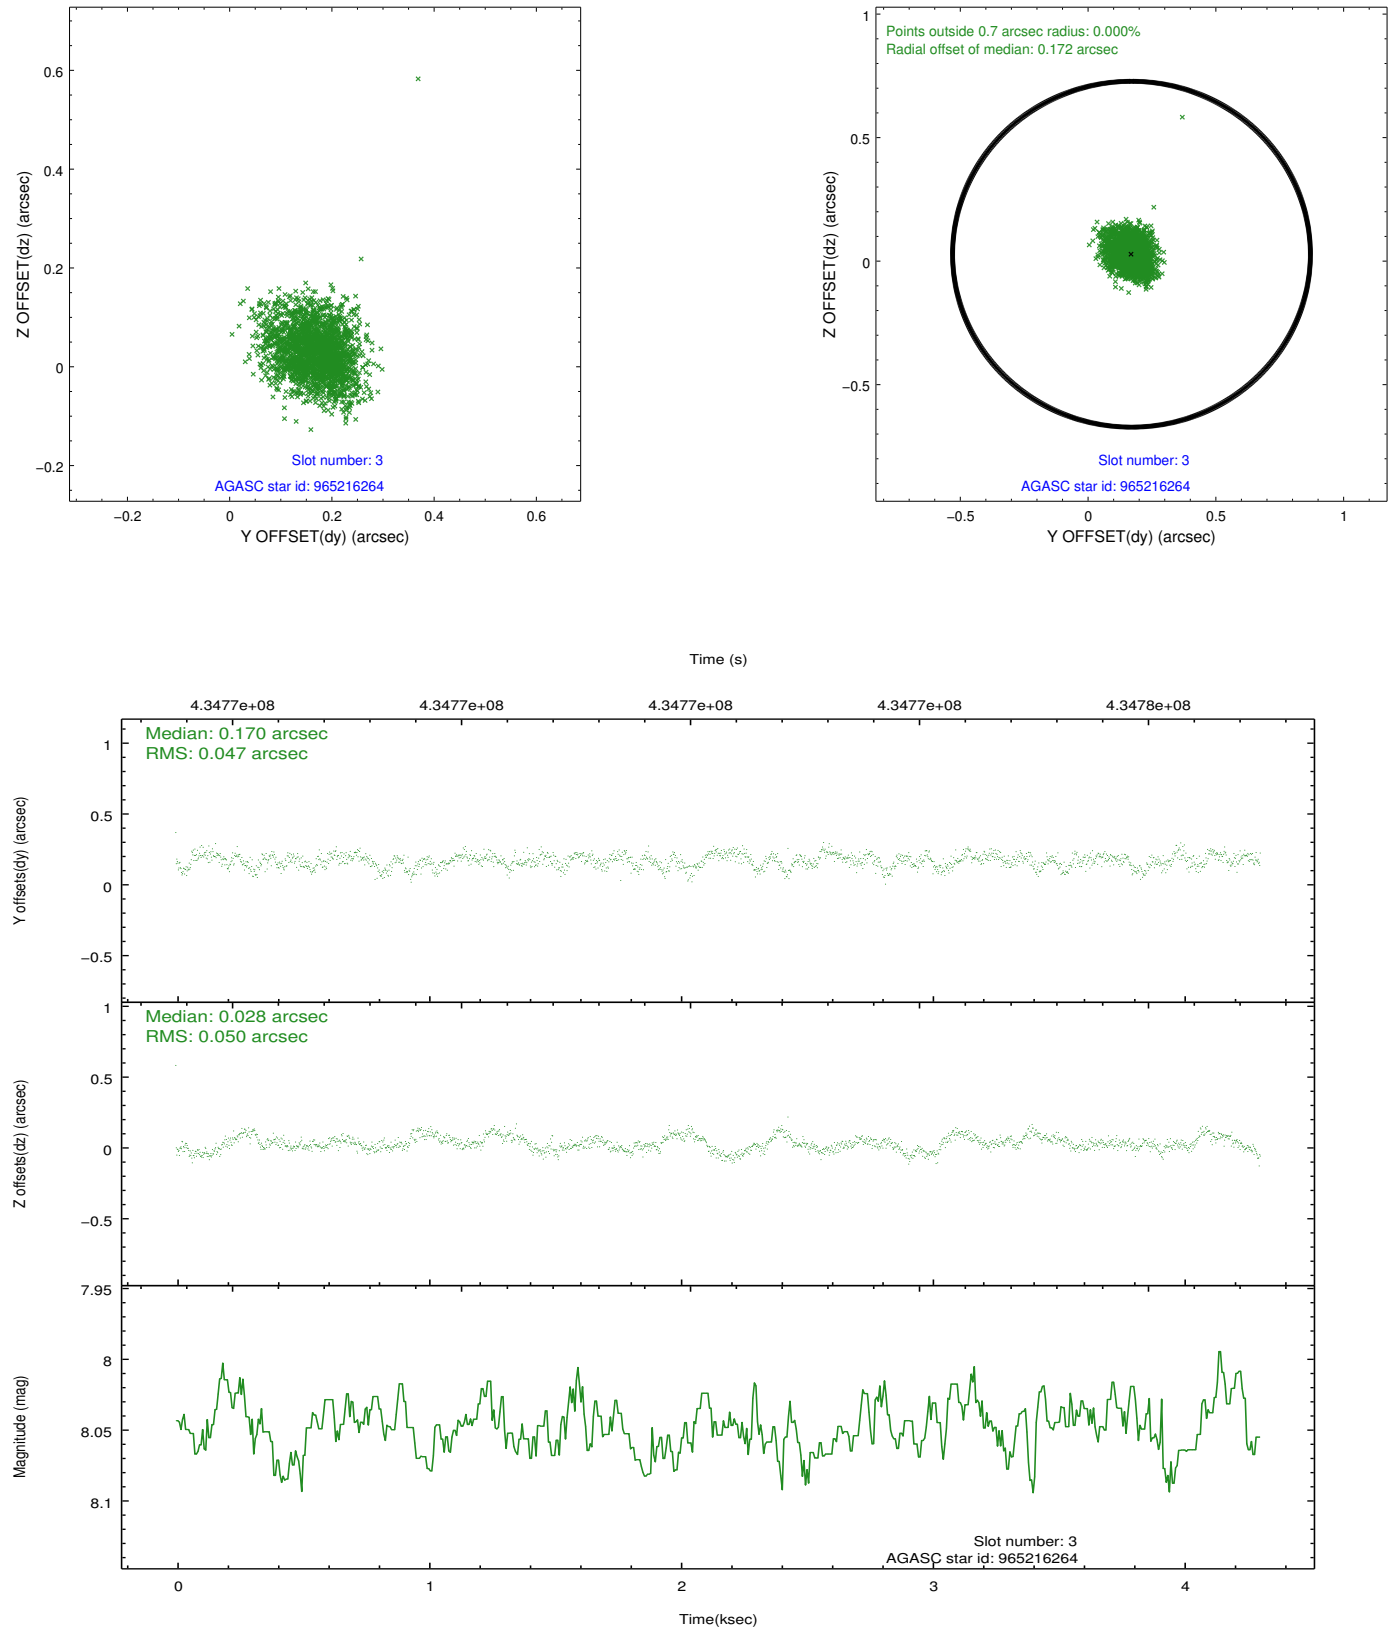 0.6
0.4
0.2
0
−0.2
Z OFFSET(dz) (arcsec)
Slot number: 3
AGASC star id: 965216264
−0.2 0 0.2 0.4 0.6
Y OFFSET(dy) (arcsec)
Points outside 0.7 arcsec radius: 0.000%
Radial offset of median: 0.172 arcsec
1
0.5
0
−0.5
Z OFFSET(dz) (arcsec)
Slot number: 3
AGASC star id: 965216264
−0.5 0 0.5 1
Y OFFSET(dy) (arcsec)
Time (s)
4.3477e+08 4.3477e+08 4.3477e+08 4.3477e+08 4.3478e+08
Median: 0.170 arcsec
RMS: 0.047 arcsec
1
0.5
0
−0.5
Y offsets(dy) (arcsec)
Median: 0.028 arcsec
RMS: 0.050 arcsec
1
0.5
0
−0.5
Z offsets(dz) (arcsec)
7.95
8
8.05
8.1
Magnitude (mag)
Slot number: 3
AGASC star id: 965216264
0 1 2 3 4
Time(ksec)